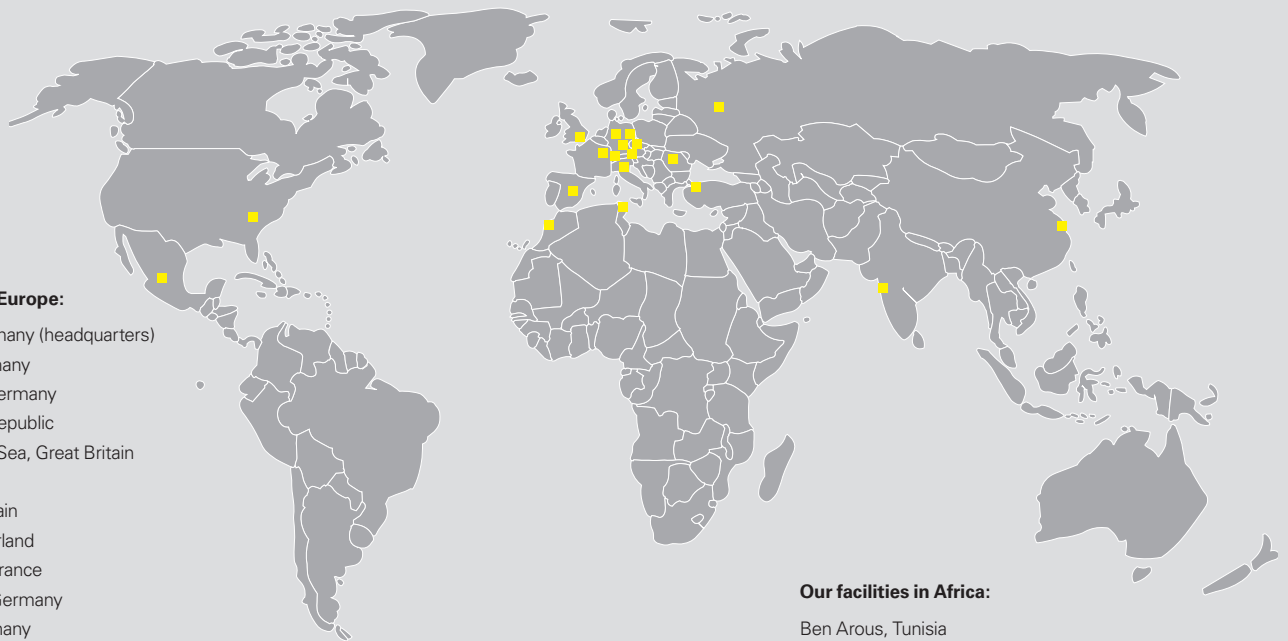 Europe:
many (headquarters)
many
ermany
epublic
Sea, Great Britain
ain
rland
rance
Germany
many
Our facilities in Africa:
Ben Arous, Tunisia